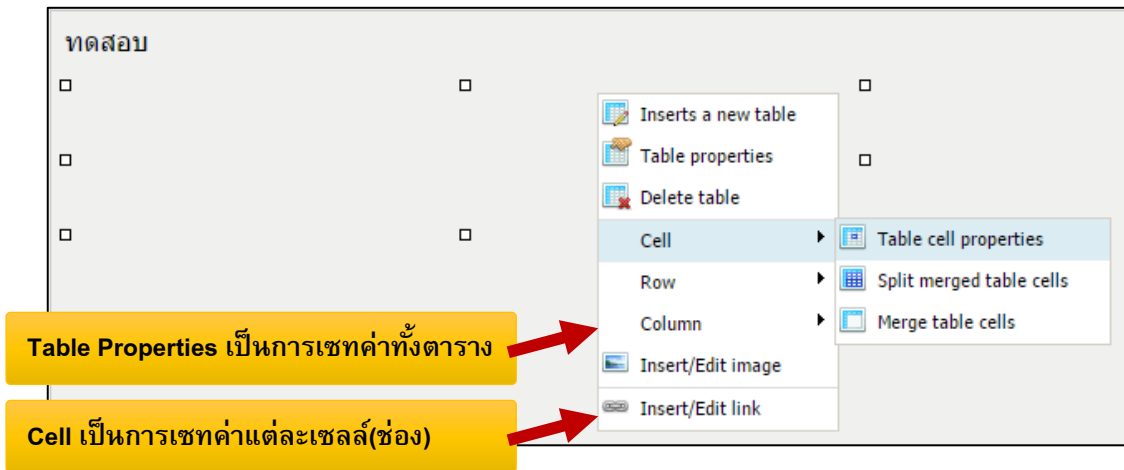 ทดสอบ
Inserts a new table
Table properties
Delete table
Cell
Table cell properties
Row
Split merged table cells
Column
Merge table cells
Table Properties เป็นการเซทค่าทั้งตาราง
Insert/Edit image
Insert/Edit link
Cell เป็นการเซทค่าแต่ละเซลล์(ช่อง)